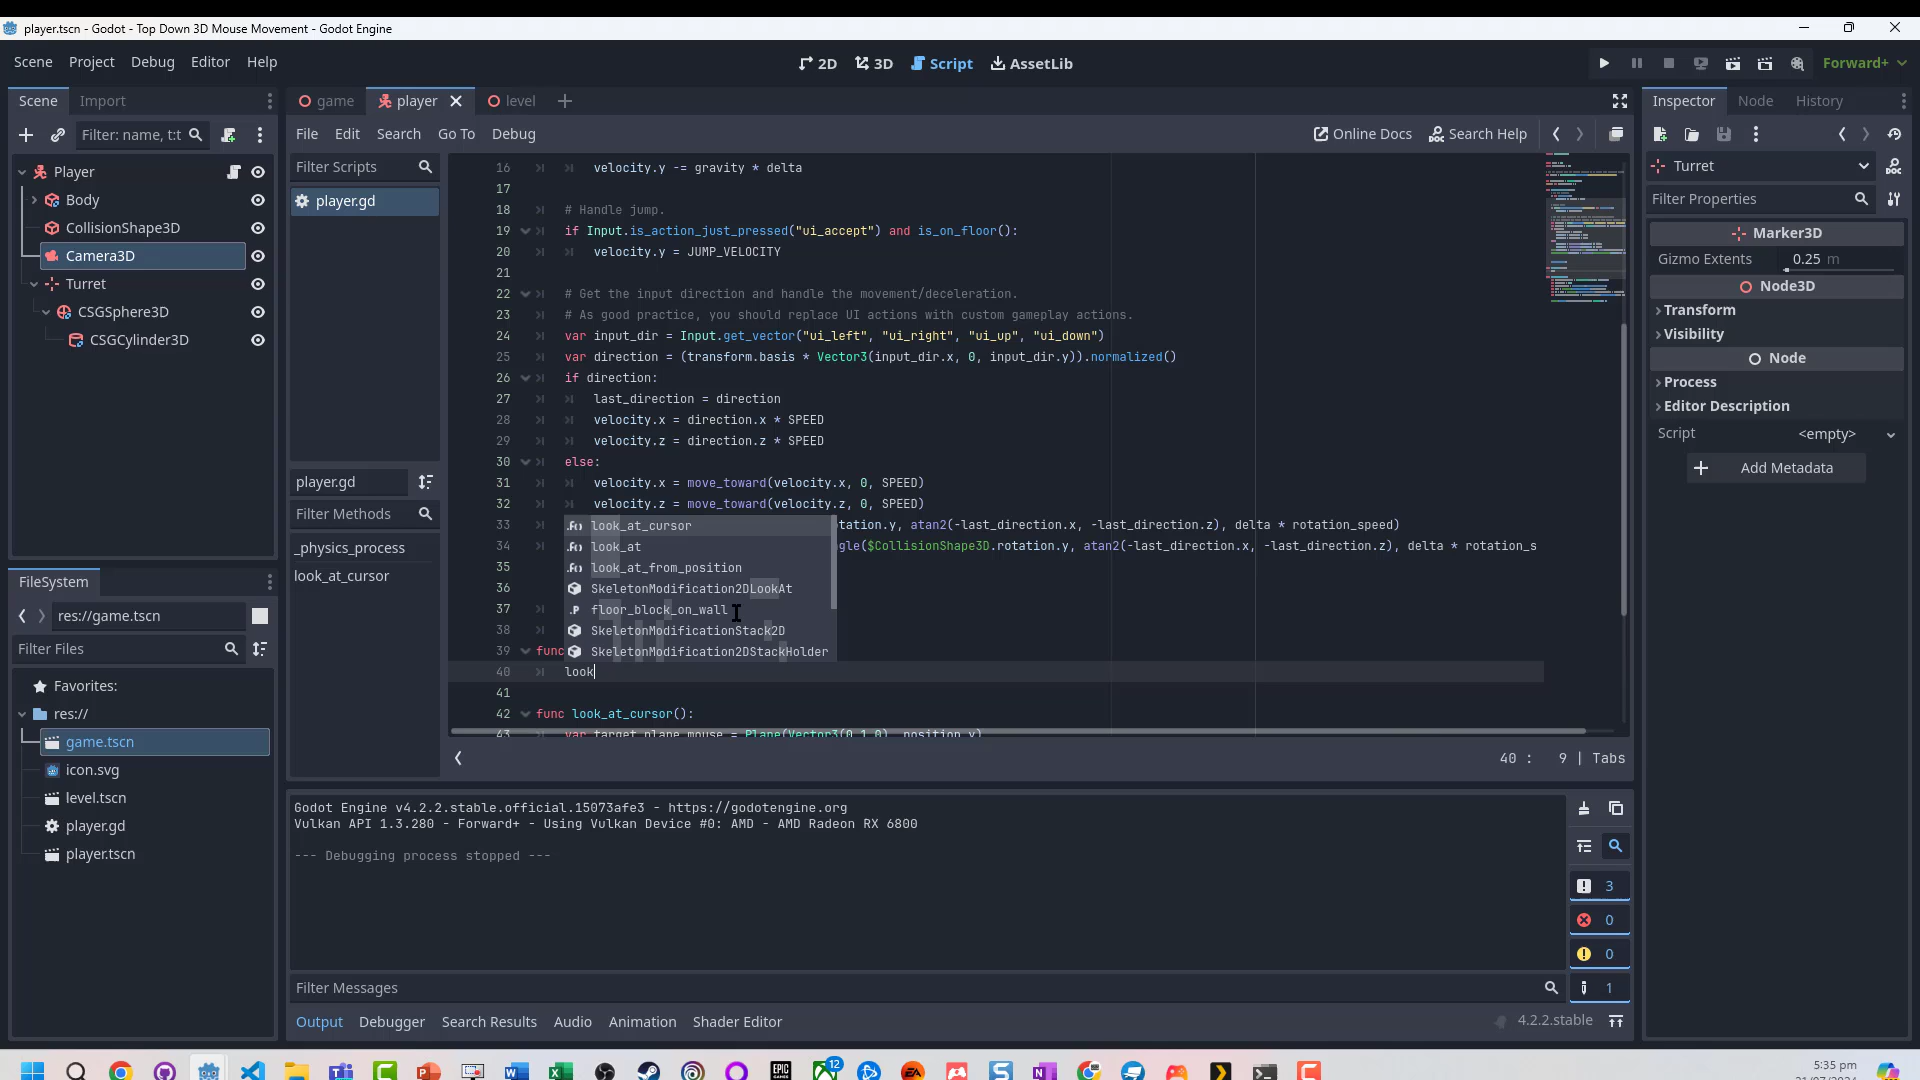 player.tscn - Godot - Top Down 3D Mouse Movement - Godot Engine
Scene Project Debug Editor Help
2D 3D Script AssetLib
Forward+
Scene Import
game player level
Inspector Node History
Filter: name, t:t
File Edit Search Go To Debug
Online Docs Search Help
Player
Body
CollisionShape3D
Camera3D
Turret
CSGSphere3D
CSGCylinder3D
Filter Scripts
player.gd
player.gd
Filter Methods
_physics_process
look_at_cursor
16 velocity.y -= gravity * delta
17
18 # Handle jump.
19 if Input.is_action_just_pressed("ui_accept") and is_on_floor():
20 velocity.y = JUMP_VELOCITY
21
22 # Get the input direction and handle the movement/deceleration.
23 # As good practice, you should replace UI actions with custom gameplay actions.
24 var input_dir = Input.get_vector("ui_left", "ui_right", "ui_up", "ui_down")
25 var direction = (transform.basis * Vector3(input_dir.x, 0, input_dir.y)).normalized()
26 if direction:
27 last_direction = direction
28 velocity.x = direction.x * SPEED
29 velocity.z = direction.z * SPEED
30 else:
31 velocity.x = move_toward(velocity.x, 0, SPEED)
32 velocity.z = move_toward(velocity.z, 0, SPEED)
33 tation.y, atan2(-last_direction.x, -last_direction.z), delta * rotation_speed)
34 gle($CollisionShape3D.rotation.y, atan2(-last_direction.x, -last_direction.z), delta * rotation_s
35
36
37
38
39 func
40 look
41
42 func look_at_cursor():
43 var target_plane_mouse = Plane(Vector3(0,1,0), position.y)
look_at_cursor
look_at
look_at_from_position
SkeletonModification2DLookAt
floor_block_on_wall
SkeletonModificationStack2D
SkeletonModification2DStackHolder
40 : 9 | Tabs
Turret
Filter Properties
Marker3D
Gizmo Extents 0.25 m
Node3D
Transform
Visibility
Node
Process
Editor Description
Script <empty>
Add Metadata
FileSystem
res://game.tscn
Filter Files
Favorites:
res://
game.tscn
icon.svg
level.tscn
player.gd
player.tscn
Godot Engine v4.2.2.stable.official.15073afe3 - https://godotengine.org
Vulkan API 1.3.280 - Forward+ - Using Vulkan Device #0: AMD - AMD Radeon RX 6800
--- Debugging process stopped ---
3
0
0
1
Filter Messages
Output Debugger Search Results Audio Animation Shader Editor
4.2.2.stable
12
EPIC
5:35 pm